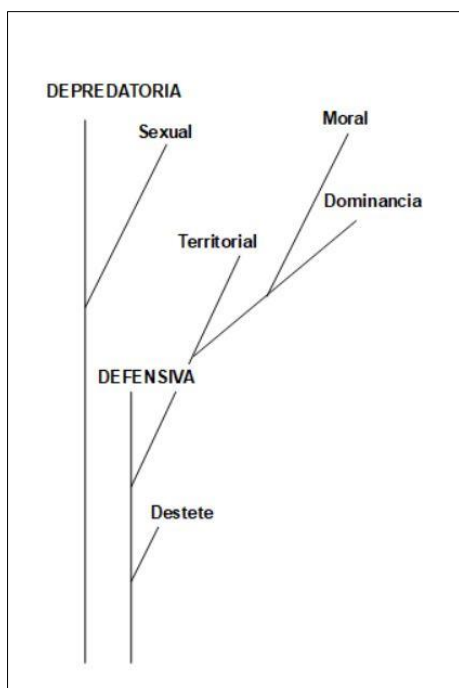 DEPREDATORIA
Sexual
Moral
Dominancia
Territorial
DEFENSIVA
Destete